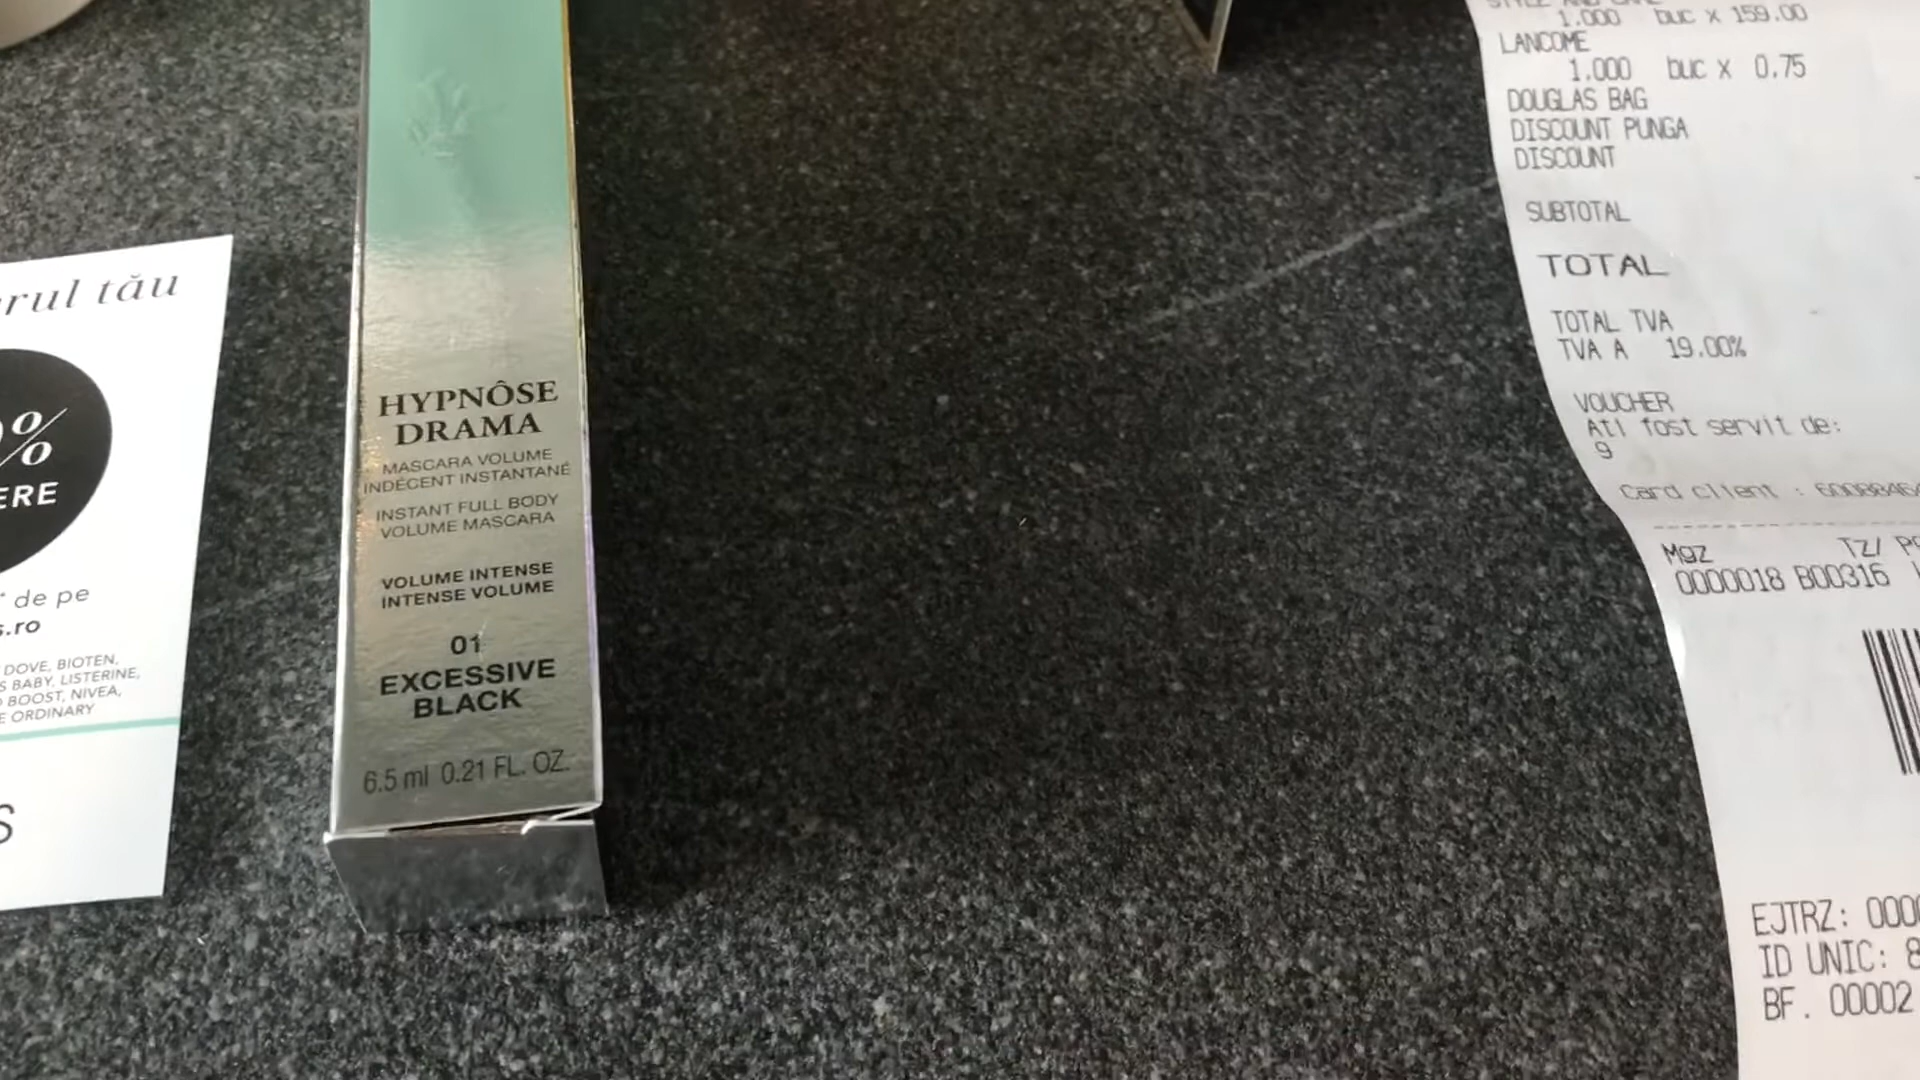 rul tău
%
ERE
* de pe
s.ro
DOVE, BIOTEN,
S BABY, LISTERINE,
BOOST, NIVEA,
E ORDINARY
S
HYPNÔSE
DRAMA
MASCARA VOLUME
INDÉCENT INSTANTANÉ
INSTANT FULL BODY
VOLUME MASCARA
VOLUME INTENSE
INTENSE VOLUME
01
EXCESSIVE
BLACK
6.5 ml 0.21 FL. OZ.
1.000 buc x 159.00
LANCOME
1.000 buc x 0.75
DOUGLAS BAG
DISCOUNT PUNGA
DISCOUNT
SUBTOTAL
TOTAL
TOTAL TVA
TVA A 19.00%
VOUCHER
Ati fost servit de:
9
Card client :
Mgz TZ/
0000018 B00316
EJTRZ: 000
ID UNIC: 8
BF. 00002